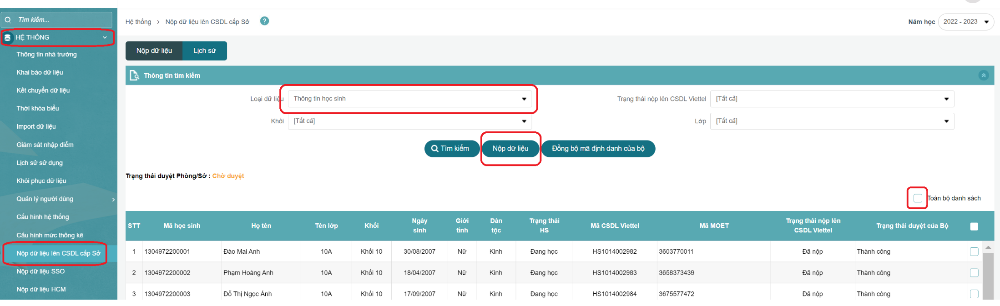 Tìm kiếm...
HỆ THỐNG
Thông tin nhà trường
Khai báo dữ liệu
Kết chuyển dữ liệu
Thời khóa biểu
Import dữ liệu
Giám sát nhập điểm
Lịch sử sử dụng
Khôi phục dữ liệu
Quản lý người dùng
Cấu hình hệ thống
Cấu hình mức thống kê
Nộp dữ liệu lên CSDL cấp Sở
Nộp dữ liệu SSO
Nộp dữ liệu HCM
Hệ thống > Nộp dữ liệu lên CSDL cấp Sở ?
Năm học 2022 - 2023
Nộp dữ liệu Lịch sử
Thông tin tìm kiếm
Loại dữ liệu Thông tin học sinh Trạng thái nộp lên CSDL Viettel [Tất cả]
Khối [Tất cả] Lớp [Tất cả]
Tìm kiếm Nộp dữ liệu Đồng bộ mã định danh của bộ
Trạng thái duyệt Phòng/Sở : Chờ duyệt
Toàn bộ danh sách
STT Mã học sinh Họ tên Tên lớp Khối Ngày sinh Giới tính Dân tộc Trạng thái HS Mã CSDL Viettel Mã MOET Trạng thái nộp lên CSDL Viettel Trạng thái duyệt của Bộ
1 1304972200001 Đào Mai Anh 10A Khối 10 30/08/2007 Nữ Kinh Đang học HS1014002982 3603770011 Đã nộp Thành công
2 1304972200002 Phạm Hoàng Anh 10A Khối 10 18/04/2007 Nữ Kinh Đang học HS1014002983 3658373439 Đã nộp Thành công
3 1304972200003 Đỗ Thị Ngọc Ánh 10A Khối 10 17/09/2007 Nữ Kinh Đang học HS1014002984 3675577472 Đã nộp Thành công